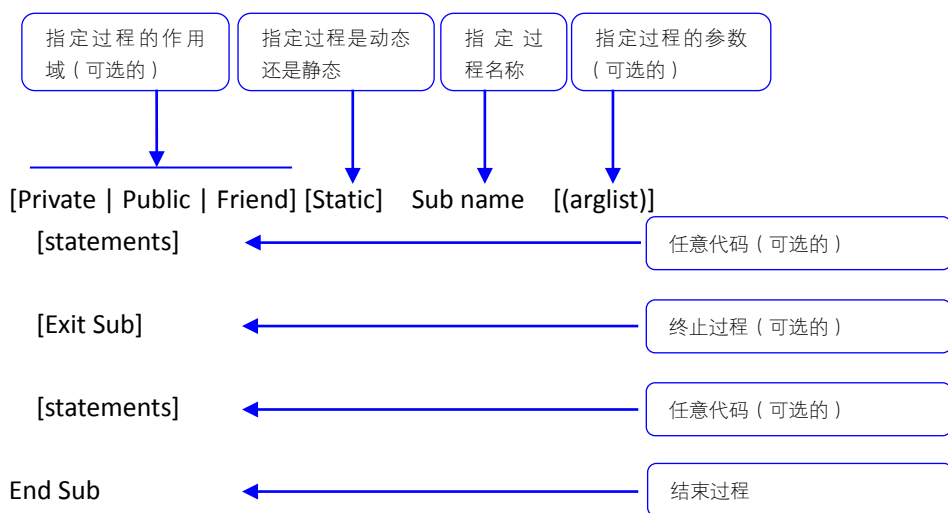 指定过程的作用
域（可选的）
指定过程是动态
还是静态
指定过
程名称
指定过程的参数
（可选的）
[Private | Public | Friend] [Static] Sub name [(arglist)]
[statements]
任意代码（可选的）
[Exit Sub]
终止过程（可选的）
[statements]
任意代码（可选的）
End Sub
结束过程